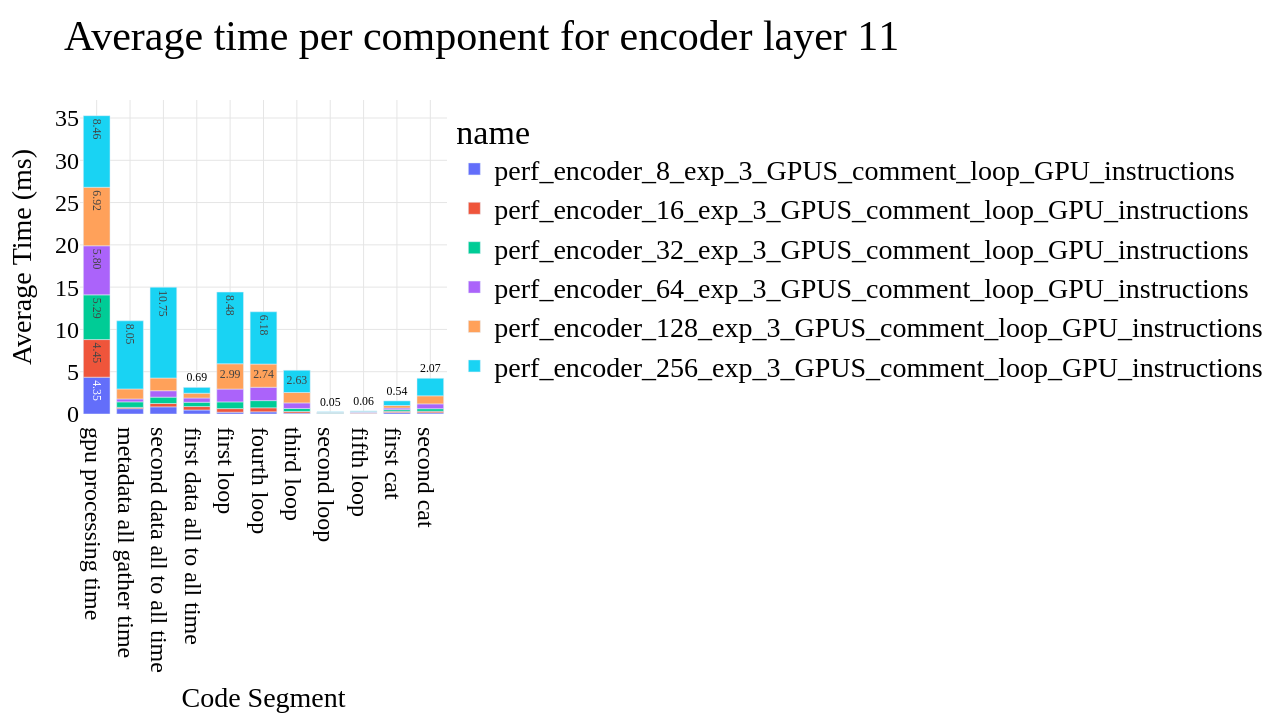 Average time per component for encoder layer 11
Average Time (ms)
35
30
25
20
15
10
5
0
8.46
6.92
5.80
5.29
4.45
4.35
8.05
10.75
0.69
8.48
2.99
6.18
2.74
2.63
0.05
0.06
0.54
2.07
gpu processing time
metadata all gather time
second data all to all time
first data all to all time
first loop
fourth loop
third loop
second loop
fifth loop
first cat
second cat
Code Segment
name
perf_encoder_8_exp_3_GPUS_comment_loop_GPU_instructions
perf_encoder_16_exp_3_GPUS_comment_loop_GPU_instructions
perf_encoder_32_exp_3_GPUS_comment_loop_GPU_instructions
perf_encoder_64_exp_3_GPUS_comment_loop_GPU_instructions
perf_encoder_128_exp_3_GPUS_comment_loop_GPU_instructions
perf_encoder_256_exp_3_GPUS_comment_loop_GPU_instructions